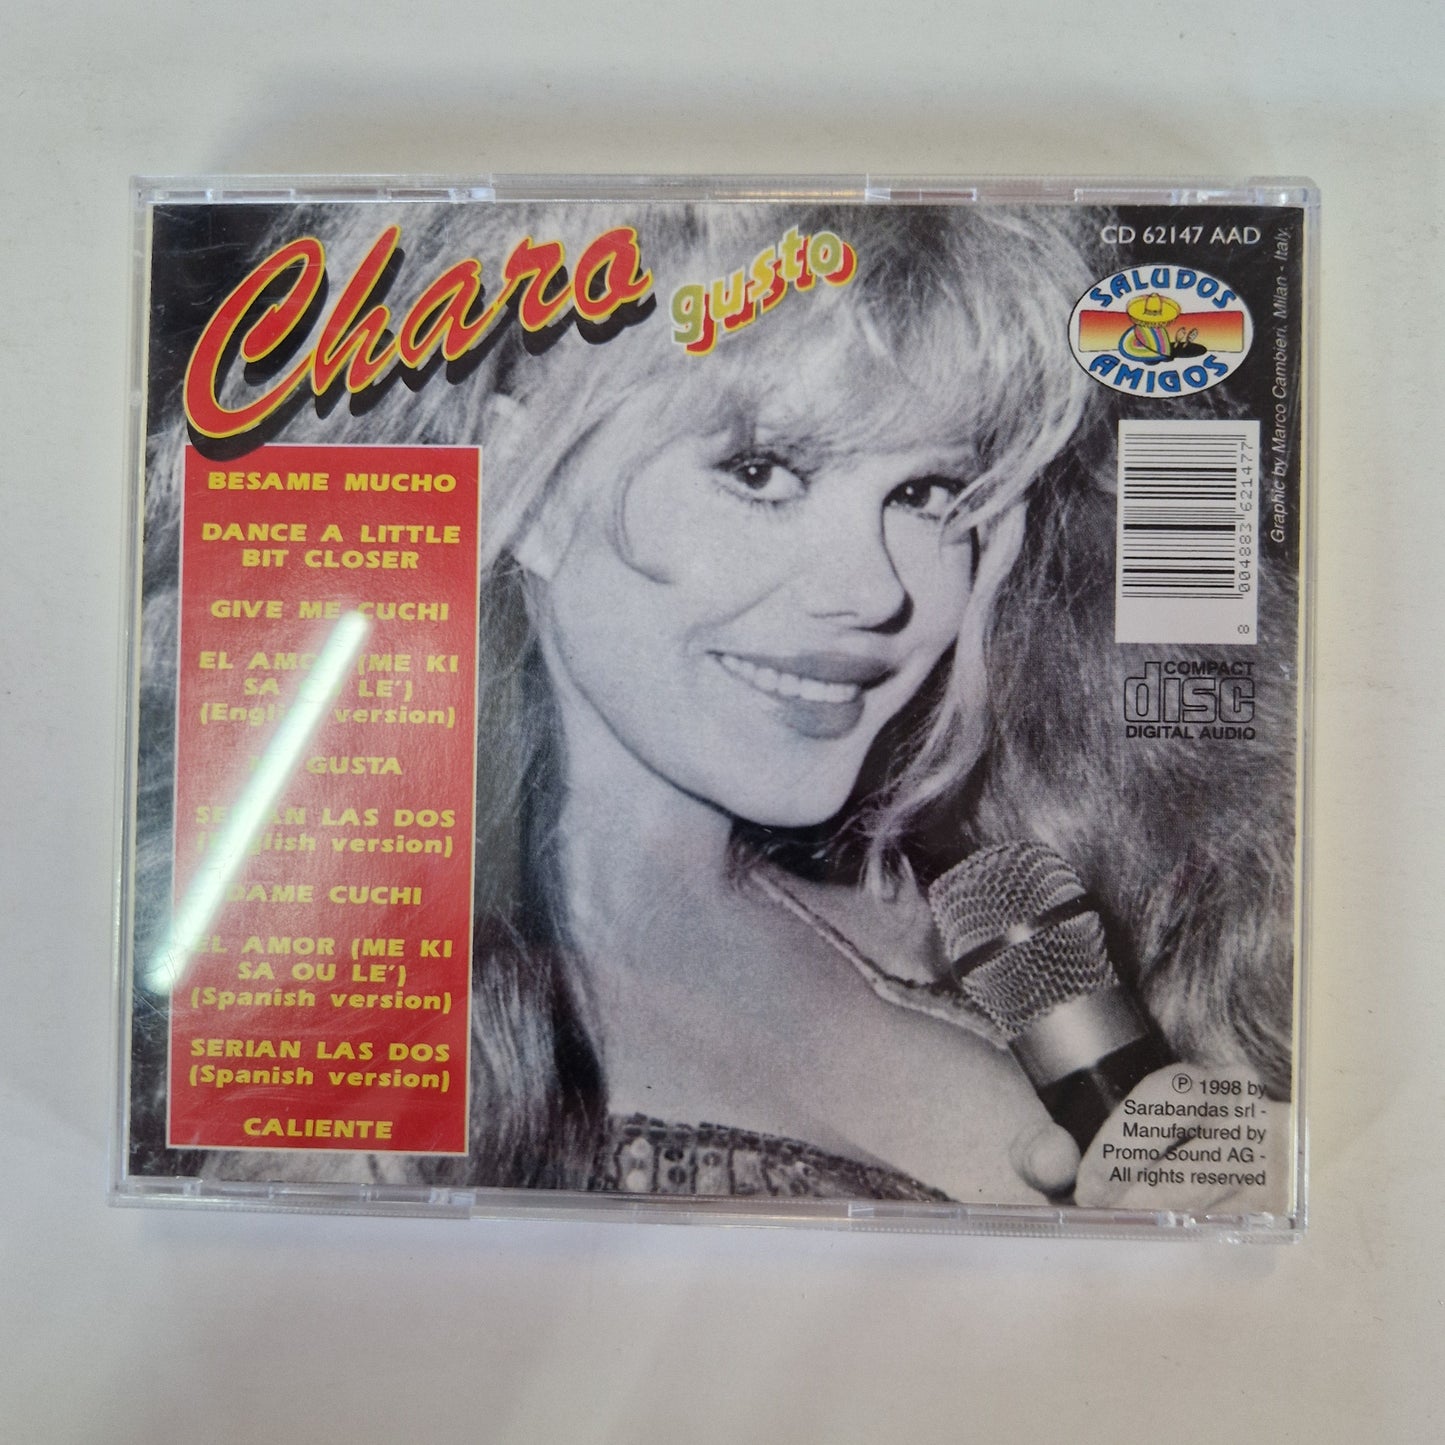 Charo gusto
BESAME MUCHO
DANCE A LITTLE
BIT CLOSER
GIVE ME CUCHI
EL AMOR (ME KI
SA OU LE')
(English version)
GUSTA
SERIAN LAS DOS
(English version)
DAME CUCHI
EL AMOR (ME KI
SA OU LE')
(Spanish version)
SERIAN LAS DOS
(Spanish version)
CALIENTE
CD 62147 AAD
SALUDOS
AMIGOS
8 004883 621477
Graphic by Marco Cambieri, Milan - Italy.
COMPACT
disc
DIGITAL AUDIO
℗ 1998 by
Sarabandas srl -
Manufactured by
Promo Sound AG -
All rights reserved